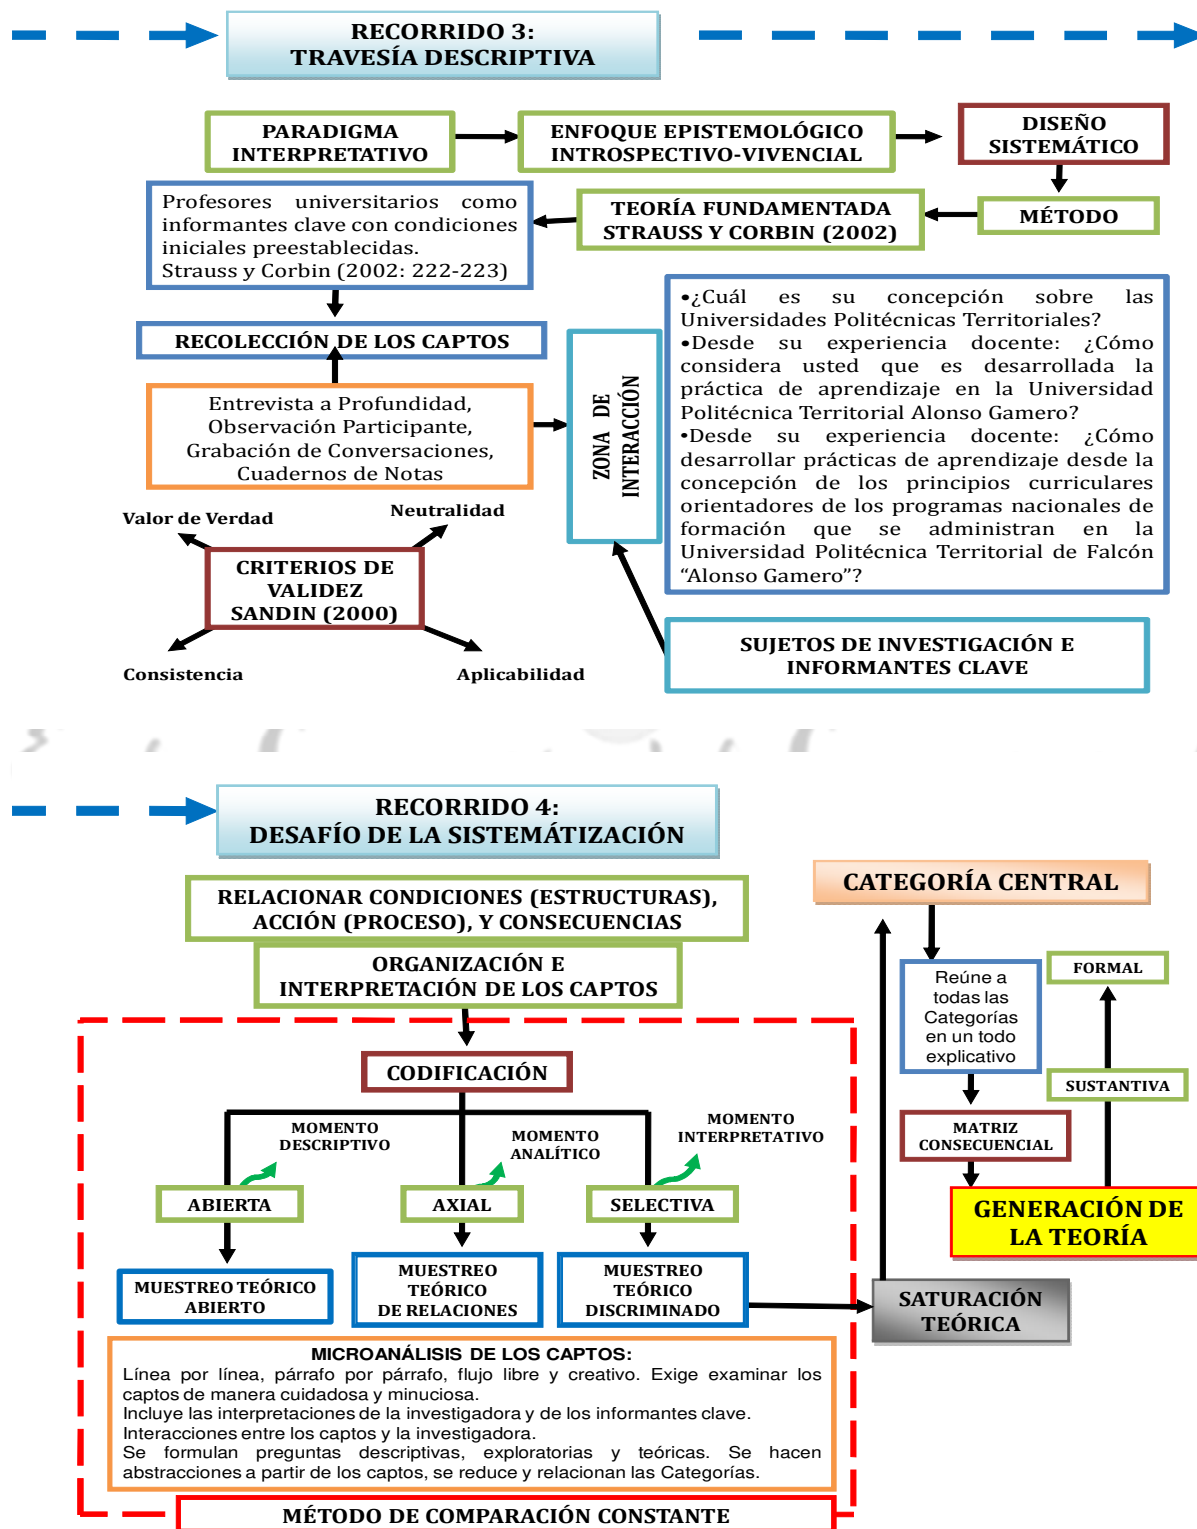 RECORRIDO 3:
TRAVESÍA DESCRIPTIVA
PARADIGMA
INTERPRETATIVO
ENFOQUE EPISTEMOLÓGICO
INTROSPECTIVO-VIVENCIAL
DISEÑO
SISTEMÁTICO
MÉTODO
TEORÍA FUNDAMENTADA
STRAUSS Y CORBIN (2002)
Profesores universitarios como
informantes clave con condiciones
iniciales preestablecidas.
Strauss y Corbin (2002: 222-223)
RECOLECCIÓN DE LOS CAPTOS
Entrevista a Profundidad,
Observación Participante,
Grabación de Conversaciones,
Cuadernos de Notas
ZONA DE
INTERACCIÓN
•¿Cuál es su concepción sobre las
Universidades Politécnicas Territoriales?
•Desde su experiencia docente: ¿Cómo
considera usted que es desarrollada la
práctica de aprendizaje en la Universidad
Politécnica Territorial Alonso Gamero?
•Desde su experiencia docente: ¿Cómo
desarrollar prácticas de aprendizaje desde la
concepción de los principios curriculares
orientadores de los programas nacionales de
formación que se administran en la
Universidad Politécnica Territorial de Falcón
“Alonso Gamero”?
Valor de Verdad
Neutralidad
CRITERIOS DE
VALIDEZ
SANDIN (2000)
Consistencia
Aplicabilidad
SUJETOS DE INVESTIGACIÓN E
INFORMANTES CLAVE
RECORRIDO 4:
DESAFÍO DE LA SISTEMÁTIZACIÓN
RELACIONAR CONDICIONES (ESTRUCTURAS),
ACCIÓN (PROCESO), Y CONSECUENCIAS
ORGANIZACIÓN E
INTERPRETACIÓN DE LOS CAPTOS
CODIFICACIÓN
MOMENTO
DESCRIPTIVO
MOMENTO
ANALÍTICO
MOMENTO
INTERPRETATIVO
ABIERTA
AXIAL
SELECTIVA
MUESTREO TEÓRICO
ABIERTO
MUESTREO
TEÓRICO
DE RELACIONES
MUESTREO
TEÓRICO
DISCRIMINADO
MICROANÁLISIS DE LOS CAPTOS:
Línea por línea, párrafo por párrafo, flujo libre y creativo. Exige examinar los
captos de manera cuidadosa y minuciosa.
Incluye las interpretaciones de la investigadora y de los informantes clave.
Interacciones entre los captos y la investigadora.
Se formulan preguntas descriptivas, exploratorias y teóricas. Se hacen
abstracciones a partir de los captos, se reduce y relacionan las Categorías.
MÉTODO DE COMPARACIÓN CONSTANTE
CATEGORÍA CENTRAL
Reúne a
todas las
Categorías
en un todo
explicativo
FORMAL
SUSTANTIVA
MATRIZ
CONSECUENCIAL
GENERACIÓN DE
LA TEORÍA
SATURACIÓN
TEÓRICA